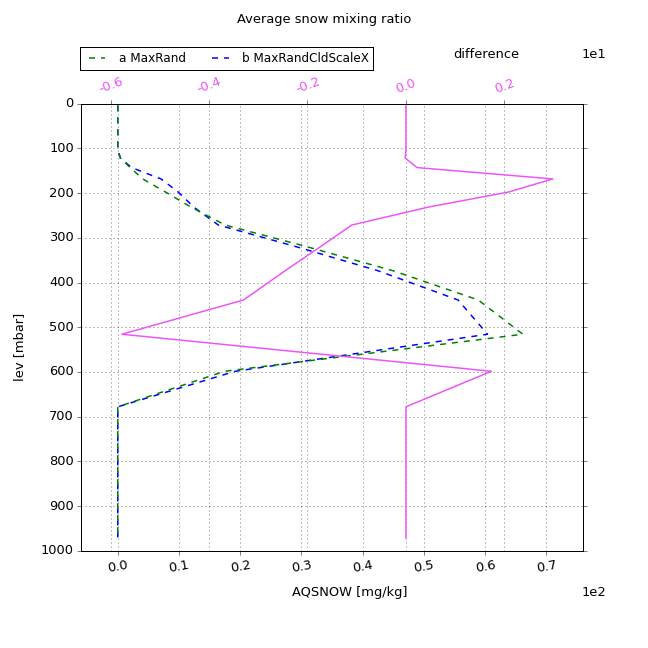 Average snow mixing ratio
a MaxRand b MaxRandCldScaleX difference 1e1
-0.6 -0.4 -0.2 0.0 0.2
0
100
200
300
400
500
600
700
800
900
1000
lev [mbar]
0.0 0.1 0.2 0.3 0.4 0.5 0.6 0.7
AQSNOW [mg/kg] 1e2